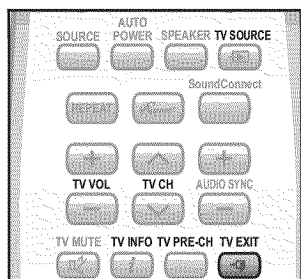 AUTO
SOURCE POWER SPEAKER TV SOURCE
SoundConnect
REPEAT
TV VOL TV CH AUDIO SYNC
TV MUTE TV INFO TV PRE-CH TV EXIT